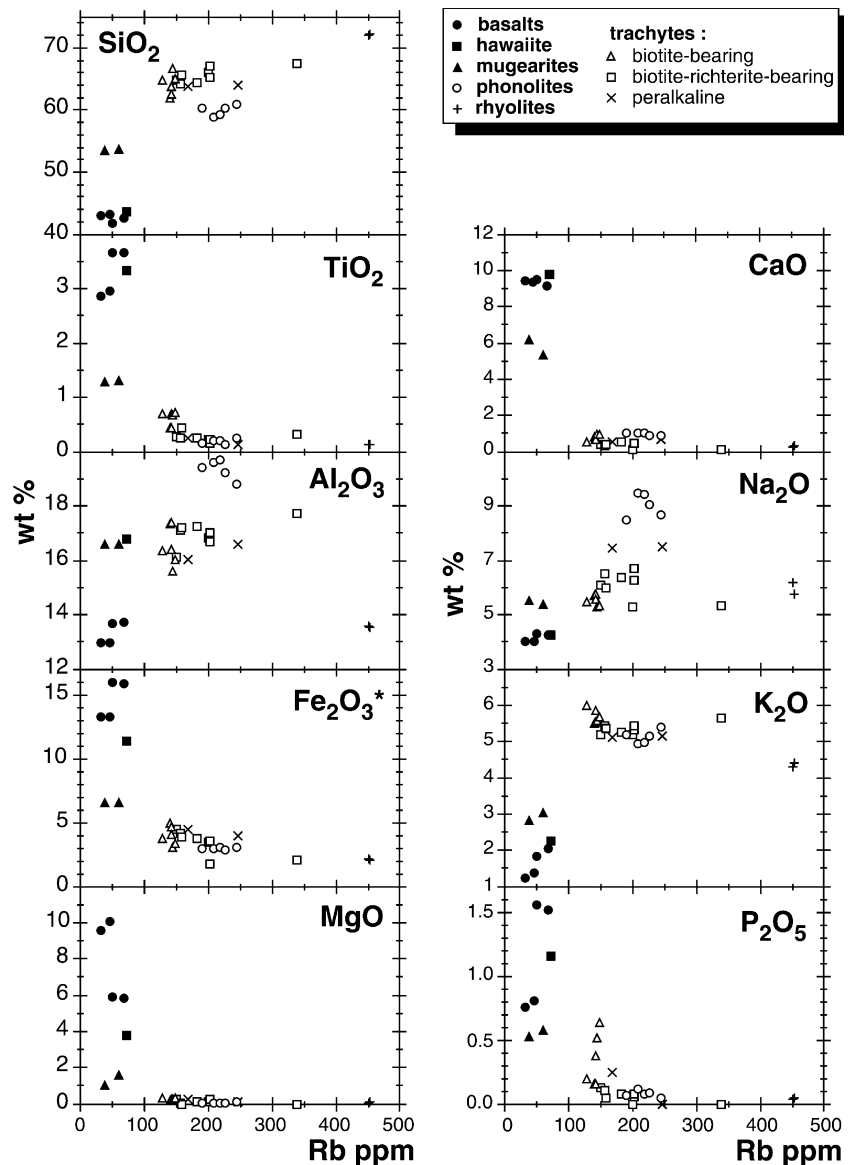 basalts
hawaiite
mugearites
phonolites
rhyolites
trachytes :
biotite-bearing
biotite-richterite-bearing
peralkaline
SiO2
70
60
50
40
TiO2
3
2
1
0
wt %
Al2O3
18
16
14
12
Fe2O3*
15
10
5
0
MgO
10
8
6
4
2
0
0 100 200 300 400 500
Rb ppm
CaO
12
10
8
6
4
2
0
wt %
Na2O
9
7
5
3
K2O
6
5
4
3
2
1
P2O5
1.5
1.0
0.5
0.0
0 100 200 300 400 500
Rb ppm